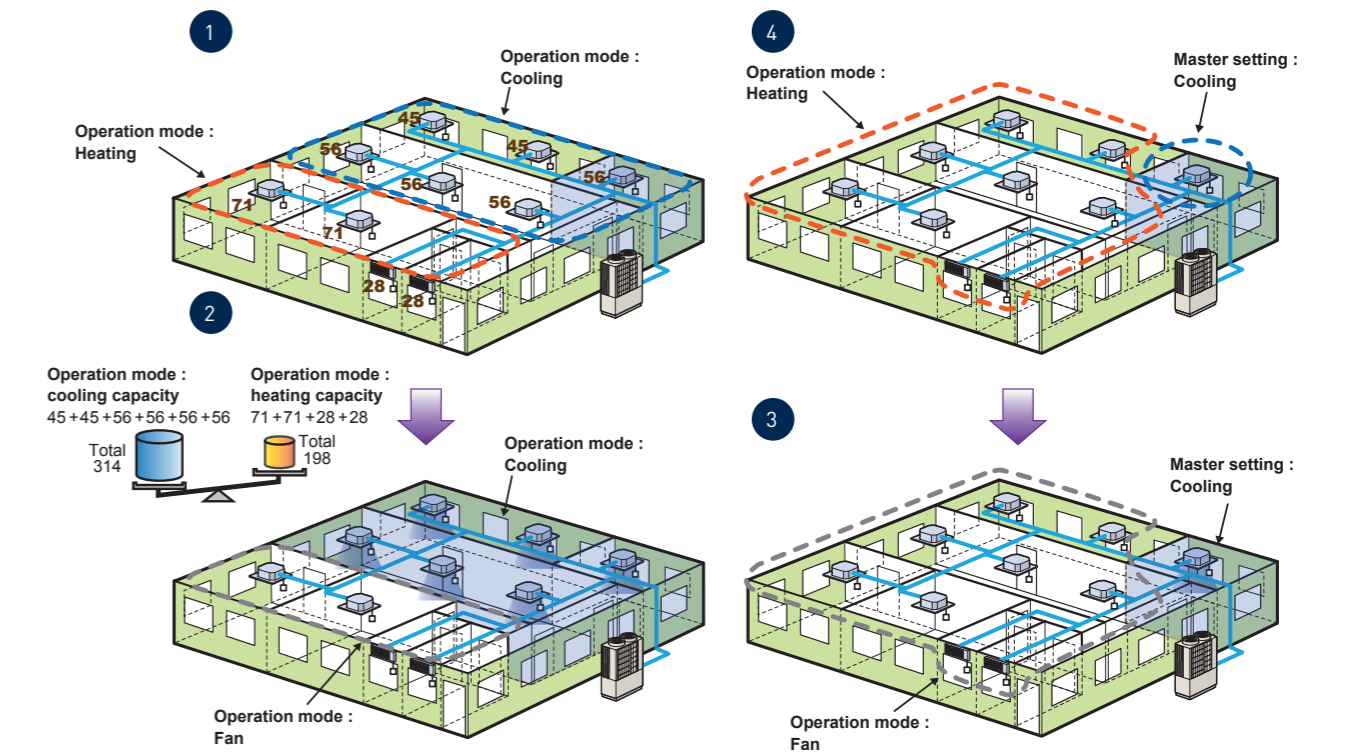 1
Operation mode :
Cooling
Operation mode :
Heating
45
45
56
56
56
56
71
71
28
28
2
Operation mode :
cooling capacity
45+45+56+56+56+56
Total
314
Operation mode :
heating capacity
71+71+28+28
Total
198
Operation mode :
Cooling
Operation mode :
Fan
4
Operation mode :
Heating
Master setting :
Cooling
3
Master setting :
Cooling
Operation mode :
Fan